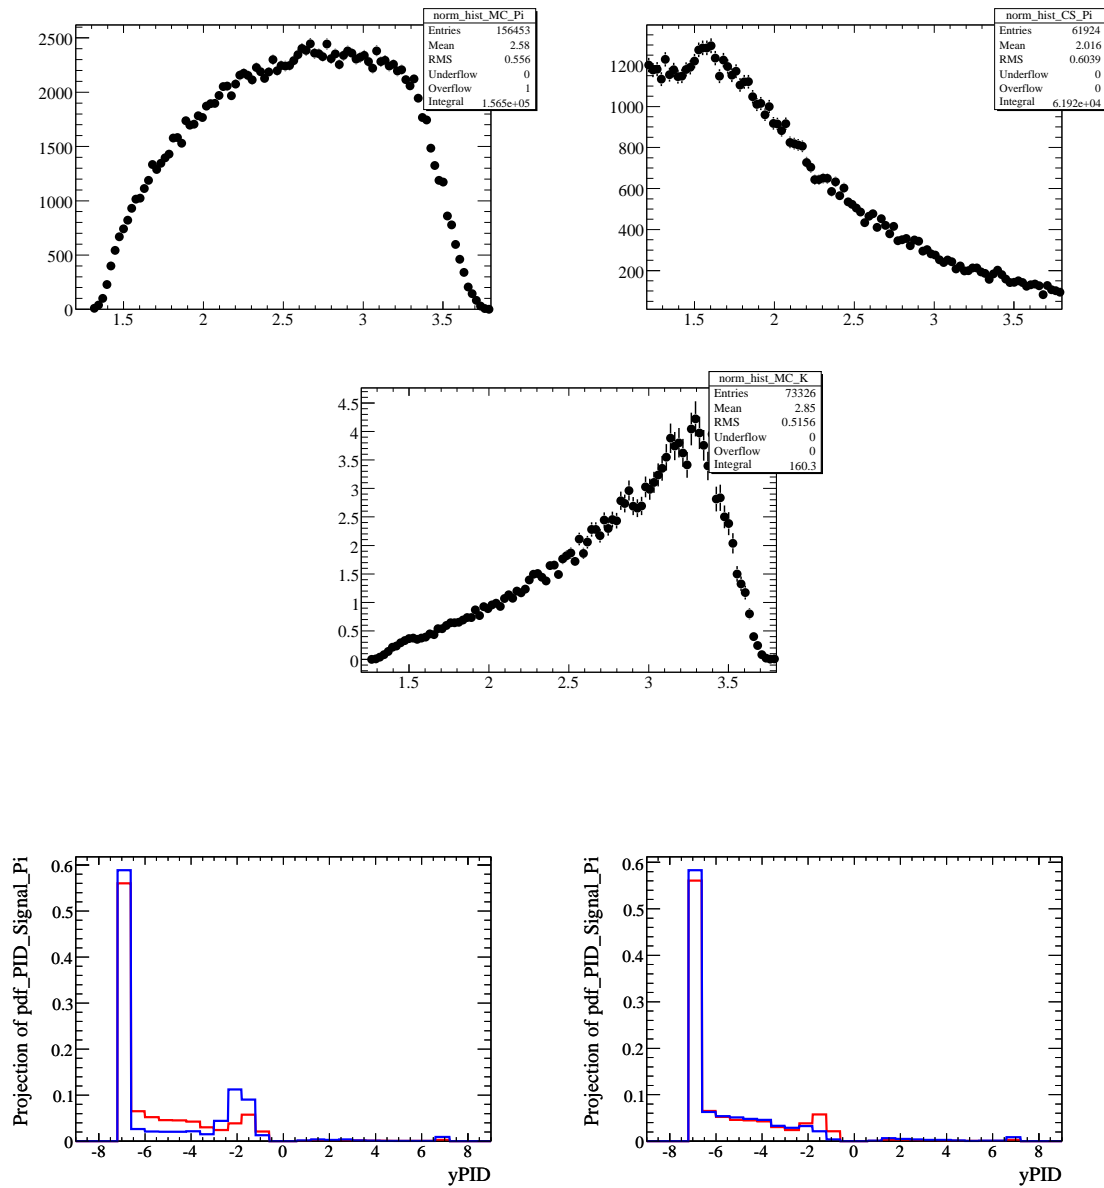 norm_hist_MC_Pi
Entries 156453
Mean 2.58
RMS 0.556
Underflow 0
Overflow 1
Integral 1.565e+05
2500
2000
1500
1000
500
0
1.5 2 2.5 3 3.5
norm_hist_CS_Pi
Entries 61924
Mean 2.016
RMS 0.6039
Underflow 0
Overflow 0
Integral 6.192e+04
1200
1000
800
600
400
200
1.5 2 2.5 3 3.5
norm_hist_MC_K
Entries 73326
Mean 2.85
RMS 0.5156
Underflow 0
Overflow 0
Integral 160.3
4.5
4
3.5
3
2.5
2
1.5
1
0.5
0
1.5 2 2.5 3 3.5
Projection of pdf_PID_Signal_Pi
0.6
0.5
0.4
0.3
0.2
0.1
0
-8 -6 -4 -2 0 2 4 6 8
yPID
Projection of pdf_PID_Signal_Pi
0.6
0.5
0.4
0.3
0.2
0.1
0
-8 -6 -4 -2 0 2 4 6 8
yPID